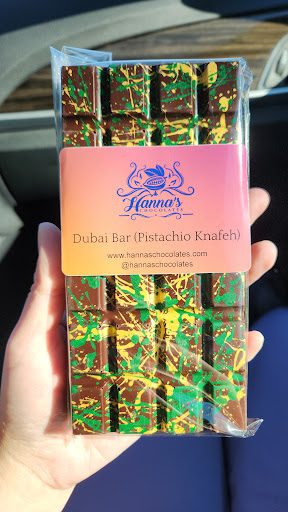 Hanna's
CHOCOLATES
Dubai Bar (Pistachio Knafeh)
www.hannaschocolates.com
@hannaschocolates